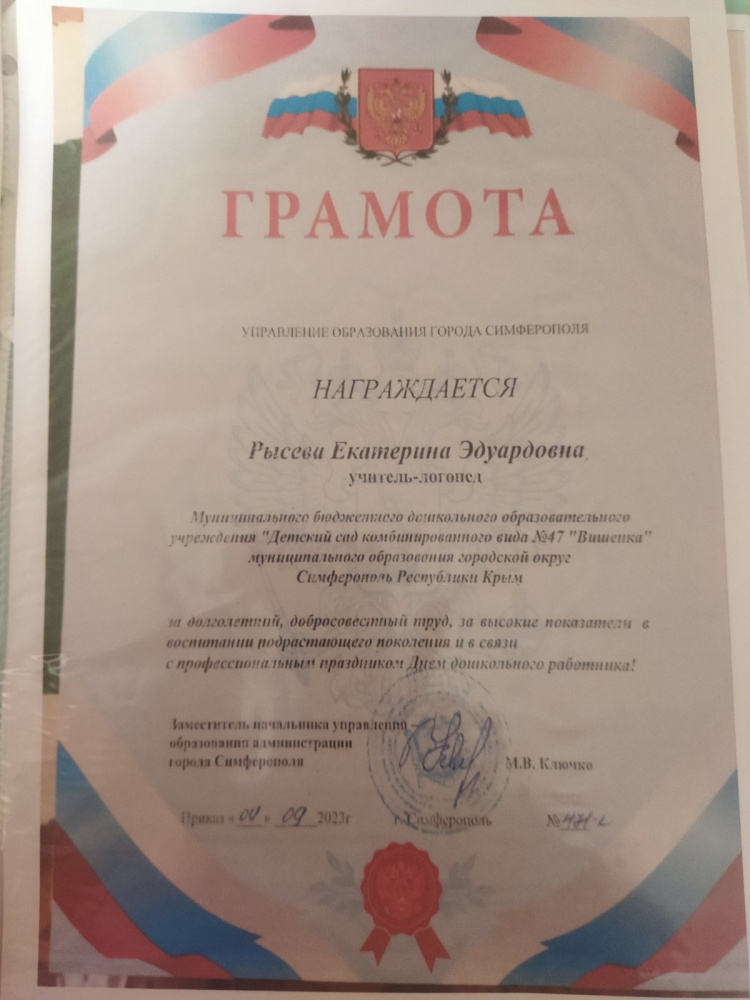 ГРАМОТА
УПРАВЛЕНИЕ ОБРАЗОВАНИЯ ГОРОДА СИМФЕРОПОЛЯ
НАГРАЖДАЕТСЯ
Рысева Екатерина Эдуардовна,
учитель-логопед
Муниципального бюджетного дошкольного образовательного
учреждения "Детский сад комбинированного вида №47 "Вишенка"
муниципального образования городской округ
Симферополь Республики Крым
за долголетний, добросовестный труд, за высокие показатели в
воспитании подрастающего поколения и в связи
с профессиональным праздником Днем дошкольного работника!
Заместитель начальника управления
образования администрации
города Симферополя М.В. Ключко
Приказ « 04 » 09 2023г г. Симферополь №